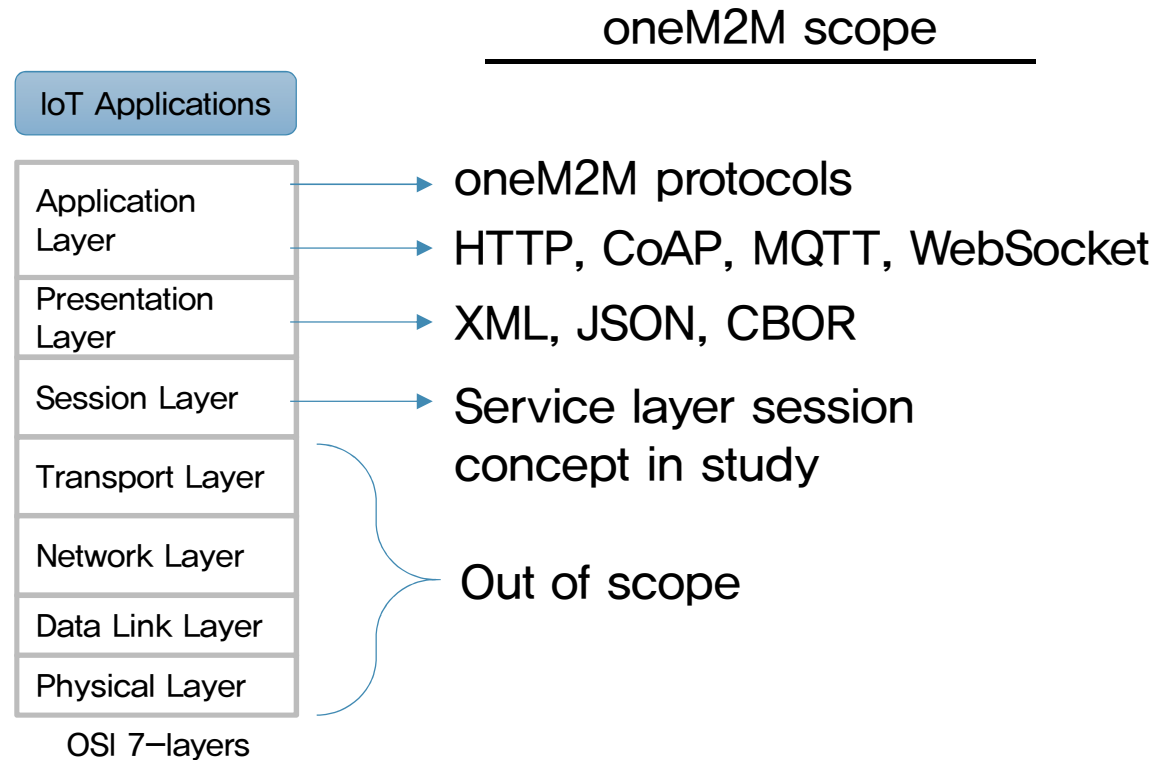 oneM2M scope
IoT Applications
Application
Layer
oneM2M protocols
HTTP, CoAP, MQTT, WebSocket
Presentation
Layer
XML, JSON, CBOR
Session Layer
Service layer session
concept in study
Transport Layer
Network Layer
Data Link Layer
Physical Layer
Out of scope
OSI 7-layers